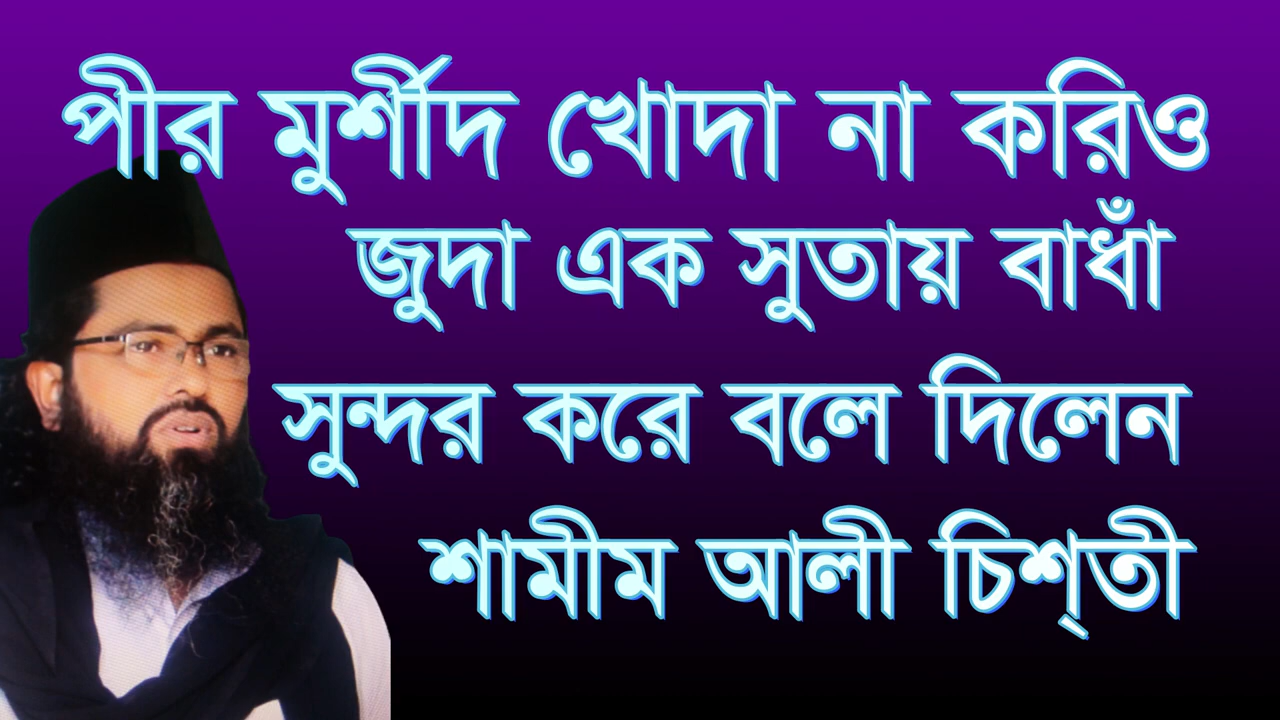 পীর মুর্শীদ খোদা না করিও
জুদা এক সুতায় বাধাঁ
সুন্দর করে বলে দিলেন
শামীম আলী চিশ্‌তী